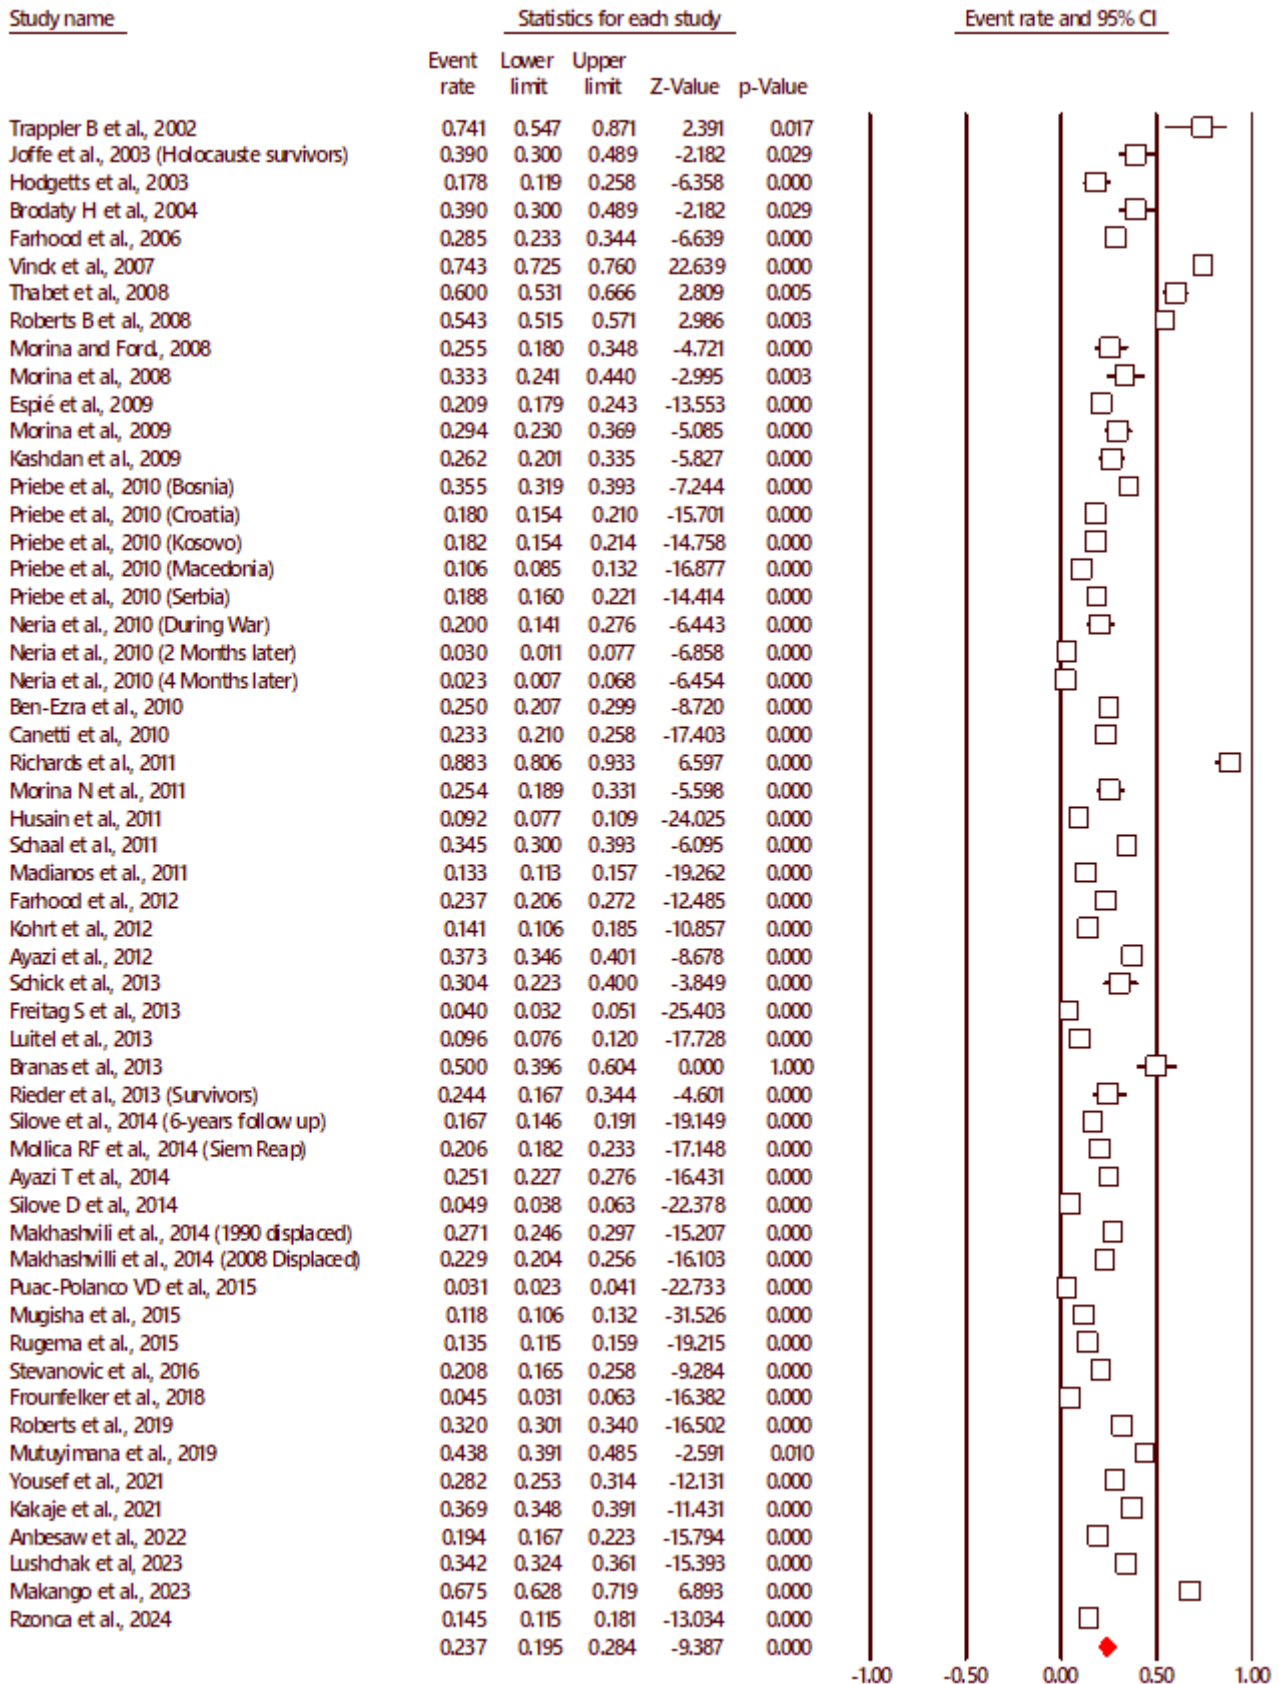 Study name Statistics for each study Event rate and 95% CI
Event Lower Upper
rate limit limit Z-Value p-Value
Trappler B et al., 2002 0.741 0.547 0.871 2.391 0.017
Joffe et al., 2003 (Holocauste survivors) 0.390 0.300 0.489 -2.182 0.029
Hodgetts et al., 2003 0.178 0.119 0.258 -6.358 0.000
Brodaty H et al., 2004 0.390 0.300 0.489 -2.182 0.029
Farhood et al., 2006 0.285 0.233 0.344 -6.639 0.000
Vinck et al., 2007 0.743 0.725 0.760 22.639 0.000
Thabet et al., 2008 0.600 0.531 0.666 2.809 0.005
Roberts B et al., 2008 0.543 0.515 0.571 2.986 0.003
Morina and Ford., 2008 0.255 0.180 0.348 -4.721 0.000
Morina et al., 2008 0.333 0.241 0.440 -2.995 0.003
Espié et al., 2009 0.209 0.179 0.243 -13.553 0.000
Morina et al., 2009 0.294 0.230 0.369 -5.085 0.000
Kashdan et al., 2009 0.262 0.201 0.335 -5.827 0.000
Priebe et al., 2010 (Bosnia) 0.355 0.319 0.393 -7.244 0.000
Priebe et al., 2010 (Croatia) 0.180 0.154 0.210 -15.701 0.000
Priebe et al., 2010 (Kosovo) 0.182 0.154 0.214 -14.758 0.000
Priebe et al., 2010 (Macedonia) 0.106 0.085 0.132 -16.877 0.000
Priebe et al., 2010 (Serbia) 0.188 0.160 0.221 -14.414 0.000
Neria et al., 2010 (During War) 0.200 0.141 0.276 -6.443 0.000
Neria et al., 2010 (2 Months later) 0.030 0.011 0.077 -6.858 0.000
Neria et al., 2010 (4 Months later) 0.023 0.007 0.068 -6.454 0.000
Ben-Ezra et al., 2010 0.250 0.207 0.299 -8.720 0.000
Canetti et al., 2010 0.233 0.210 0.258 -17.403 0.000
Richards et al., 2011 0.883 0.806 0.933 6.597 0.000
Morina N et al., 2011 0.254 0.189 0.331 -5.598 0.000
Husain et al., 2011 0.092 0.077 0.109 -24.025 0.000
Schaal et al., 2011 0.345 0.300 0.393 -6.095 0.000
Madianos et al., 2011 0.133 0.113 0.157 -19.262 0.000
Farhood et al., 2012 0.237 0.206 0.272 -12.485 0.000
Kohrt et al., 2012 0.141 0.106 0.185 -10.857 0.000
Ayazi et al., 2012 0.373 0.346 0.401 -8.678 0.000
Schick et al., 2013 0.304 0.223 0.400 -3.849 0.000
Freitag S et al., 2013 0.040 0.032 0.051 -25.403 0.000
Luitel et al., 2013 0.096 0.076 0.120 -17.728 0.000
Branas et al., 2013 0.500 0.396 0.604 0.000 1.000
Rieder et al., 2013 (Survivors) 0.244 0.167 0.344 -4.601 0.000
Silove et al., 2014 (6-years follow up) 0.167 0.146 0.191 -19.149 0.000
Mollica RF et al., 2014 (Siem Reap) 0.206 0.182 0.233 -17.148 0.000
Ayazi T et al., 2014 0.251 0.227 0.276 -16.431 0.000
Silove D et al., 2014 0.049 0.038 0.063 -22.378 0.000
Makhashvili et al., 2014 (1990 displaced) 0.271 0.246 0.297 -15.207 0.000
Makhashvilli et al., 2014 (2008 Displaced) 0.229 0.204 0.256 -16.103 0.000
Puac-Polanco VD et al., 2015 0.031 0.023 0.041 -22.733 0.000
Mugisha et al., 2015 0.118 0.106 0.132 -31.526 0.000
Rugema et al., 2015 0.135 0.115 0.159 -19.215 0.000
Stevanovic et al., 2016 0.208 0.165 0.258 -9.284 0.000
Frounfelker et al., 2018 0.045 0.031 0.063 -16.382 0.000
Roberts et al., 2019 0.320 0.301 0.340 -16.502 0.000
Mutuyimana et al., 2019 0.438 0.391 0.485 -2.591 0.010
Yousef et al., 2021 0.282 0.253 0.314 -12.131 0.000
Kakaje et al., 2021 0.369 0.348 0.391 -11.431 0.000
Anbesaw et al., 2022 0.194 0.167 0.223 -15.794 0.000
Lushchak et al, 2023 0.342 0.324 0.361 -15.393 0.000
Makango et al., 2023 0.675 0.628 0.719 6.893 0.000
Rzonca et al., 2024 0.145 0.115 0.181 -13.034 0.000
0.237 0.195 0.284 -9.387 0.000
-1.00 -0.50 0.00 0.50 1.00